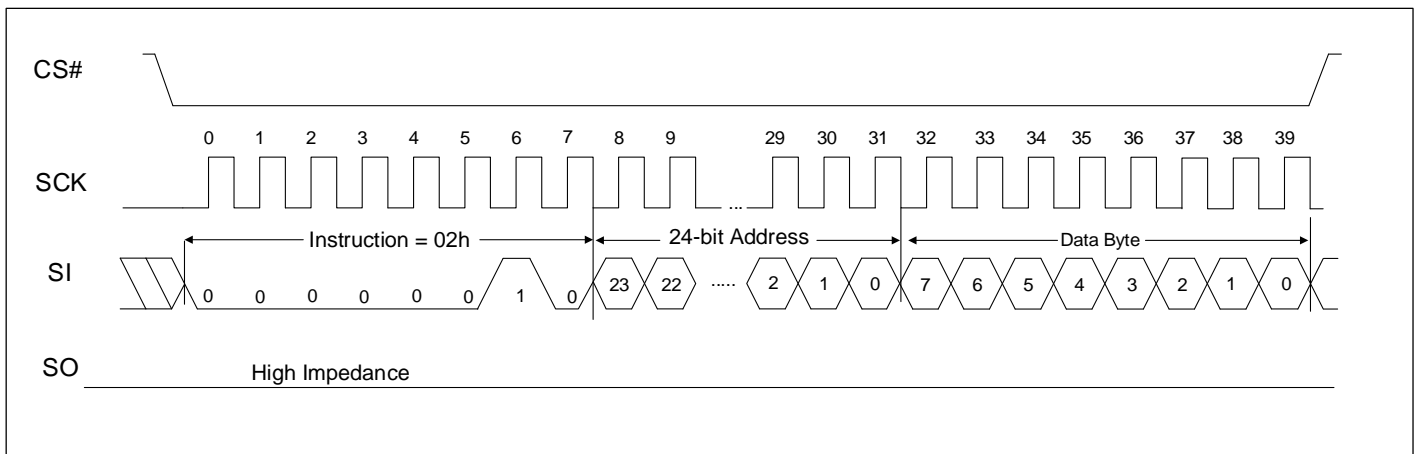 CS#
0 1 2 3 4 5 6 7 8 9 29 30 31 32 33 34 35 36 37 38 39
SCK
...
Instruction = 02h 24-bit Address Data Byte
SI
0 0 0 0 0 0 1 0 23 22 ..... 2 1 0 7 6 5 4 3 2 1 0
SO
High Impedance